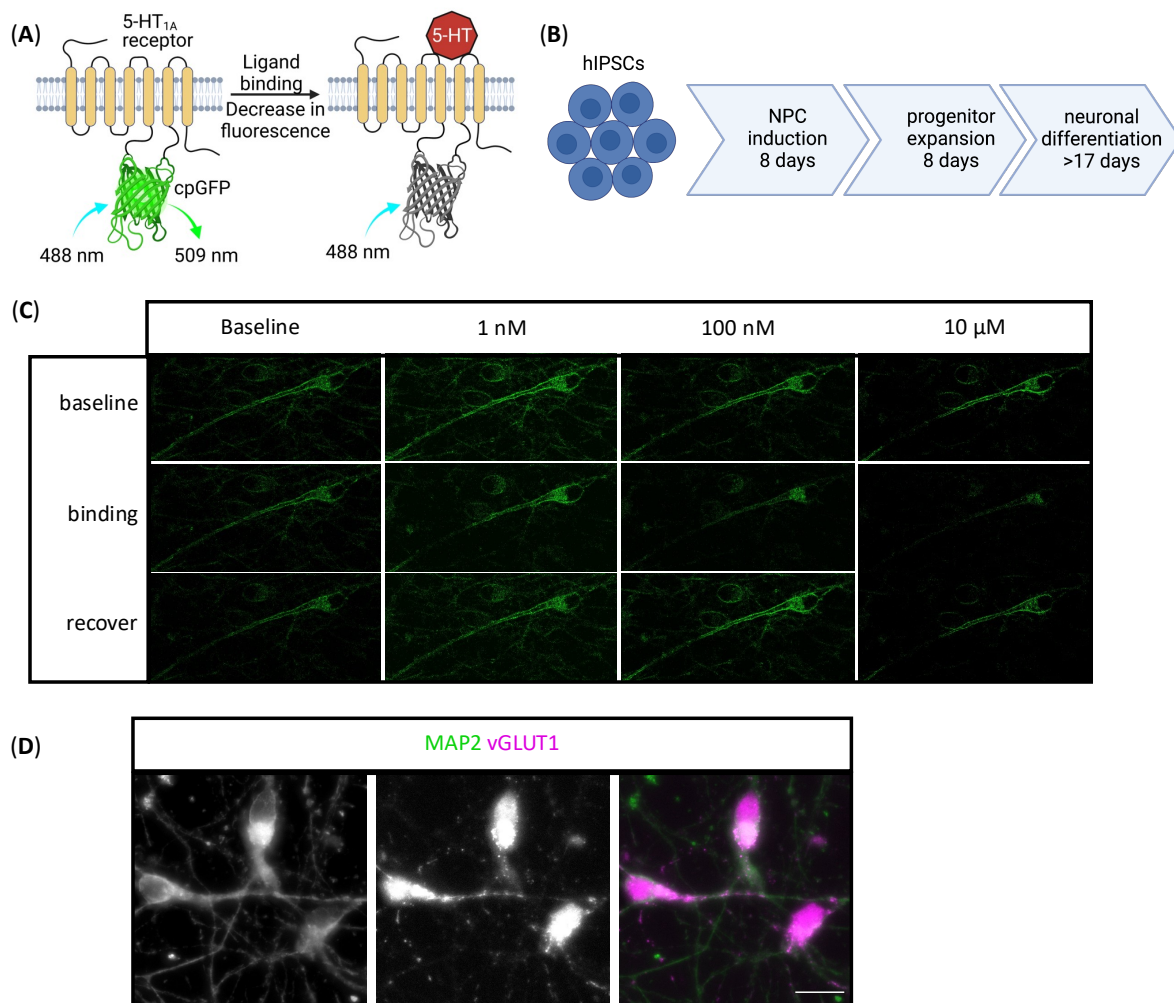 (A)
5-HT1A
receptor
Ligand
binding
Decrease in
fluorescence
5-HT
cpGFP
488 nm
509 nm
488 nm
(B)
hIPSCs
NPC
induction
8 days
progenitor
expansion
8 days
neuronal
differentiation
>17 days
(C)
Baseline 1 nM 100 nM 10 µM
baseline
binding
recover
(D)
MAP2 vGLUT1